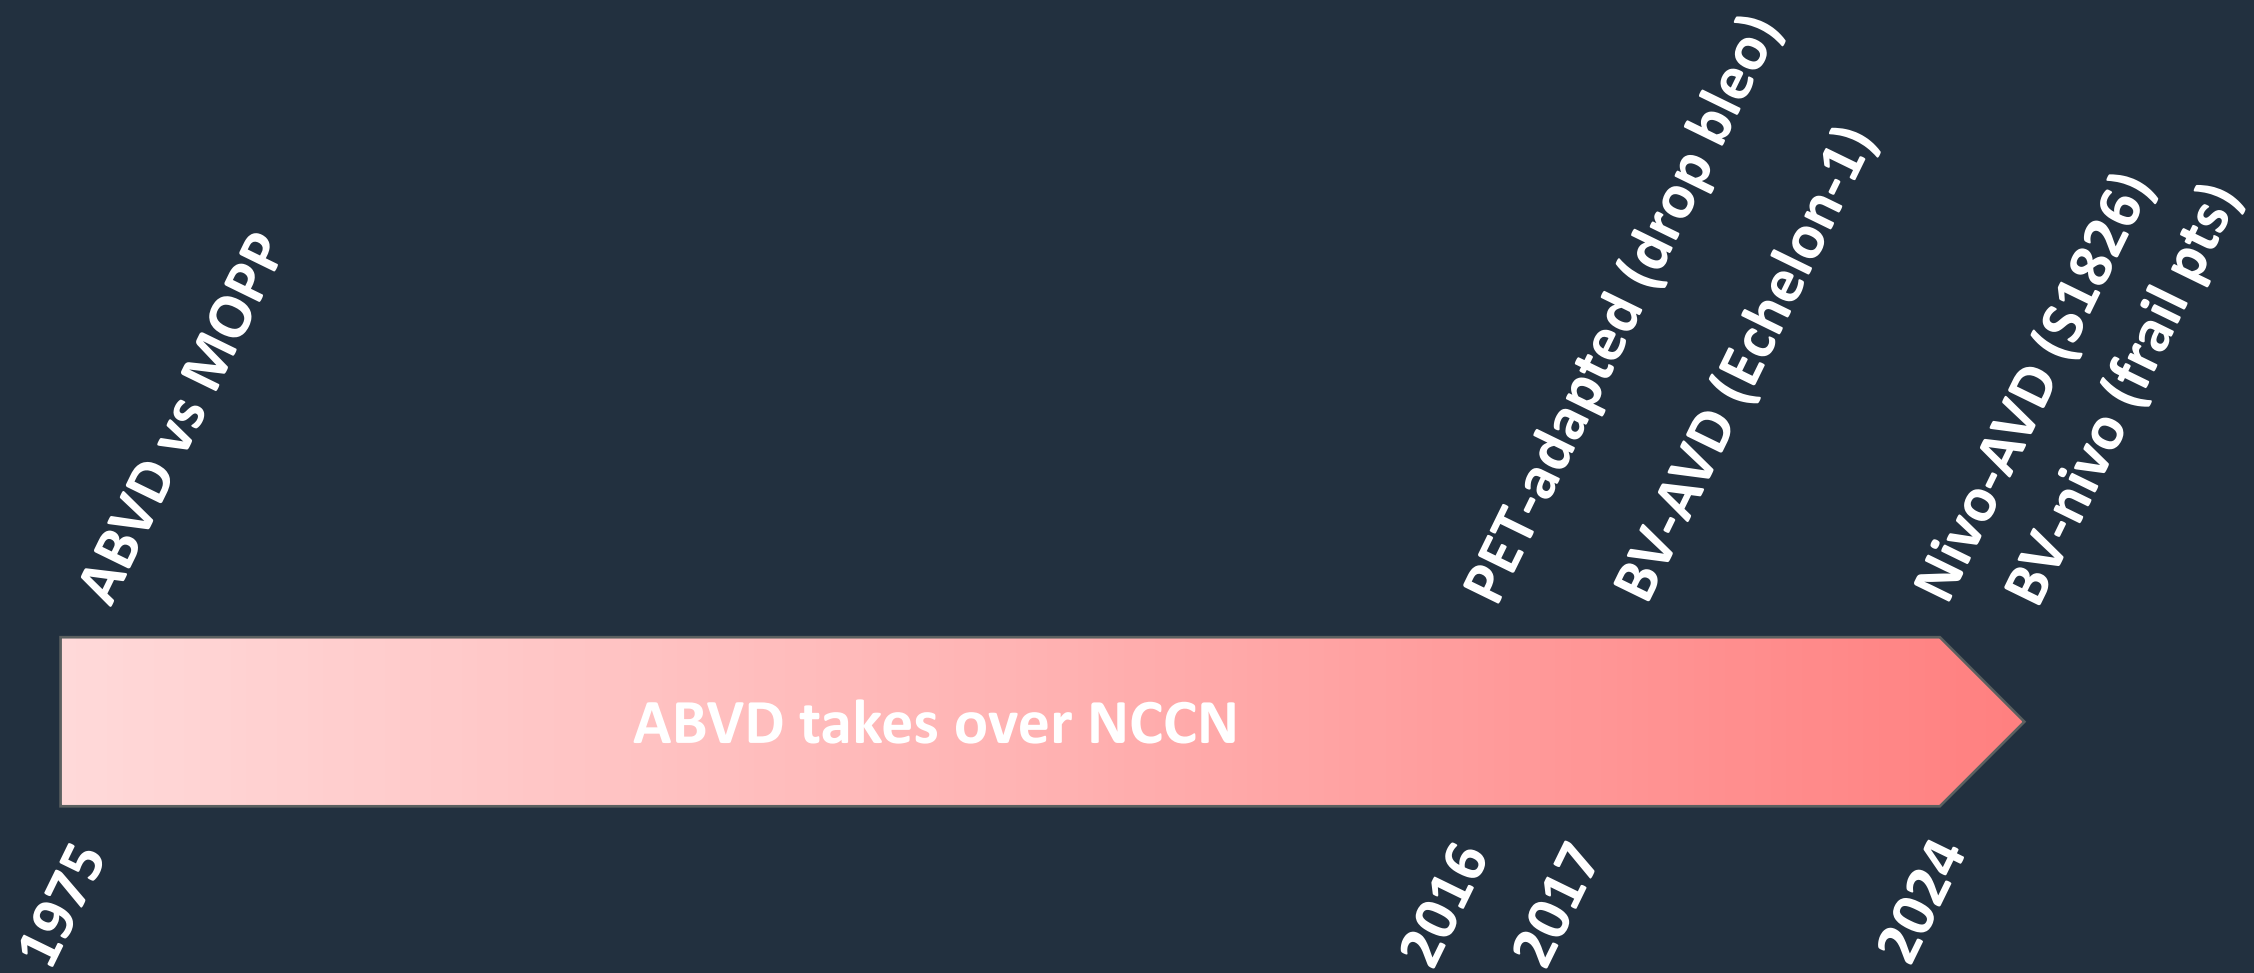 ABVD vs MOPP
PET-adapted (drop bleo)
BV-AVD (Echelon-1)
Nivo-AVD (S1826)
BV-nivo (frail pts)
ABVD takes over NCCN
1975
2016
2017
2024